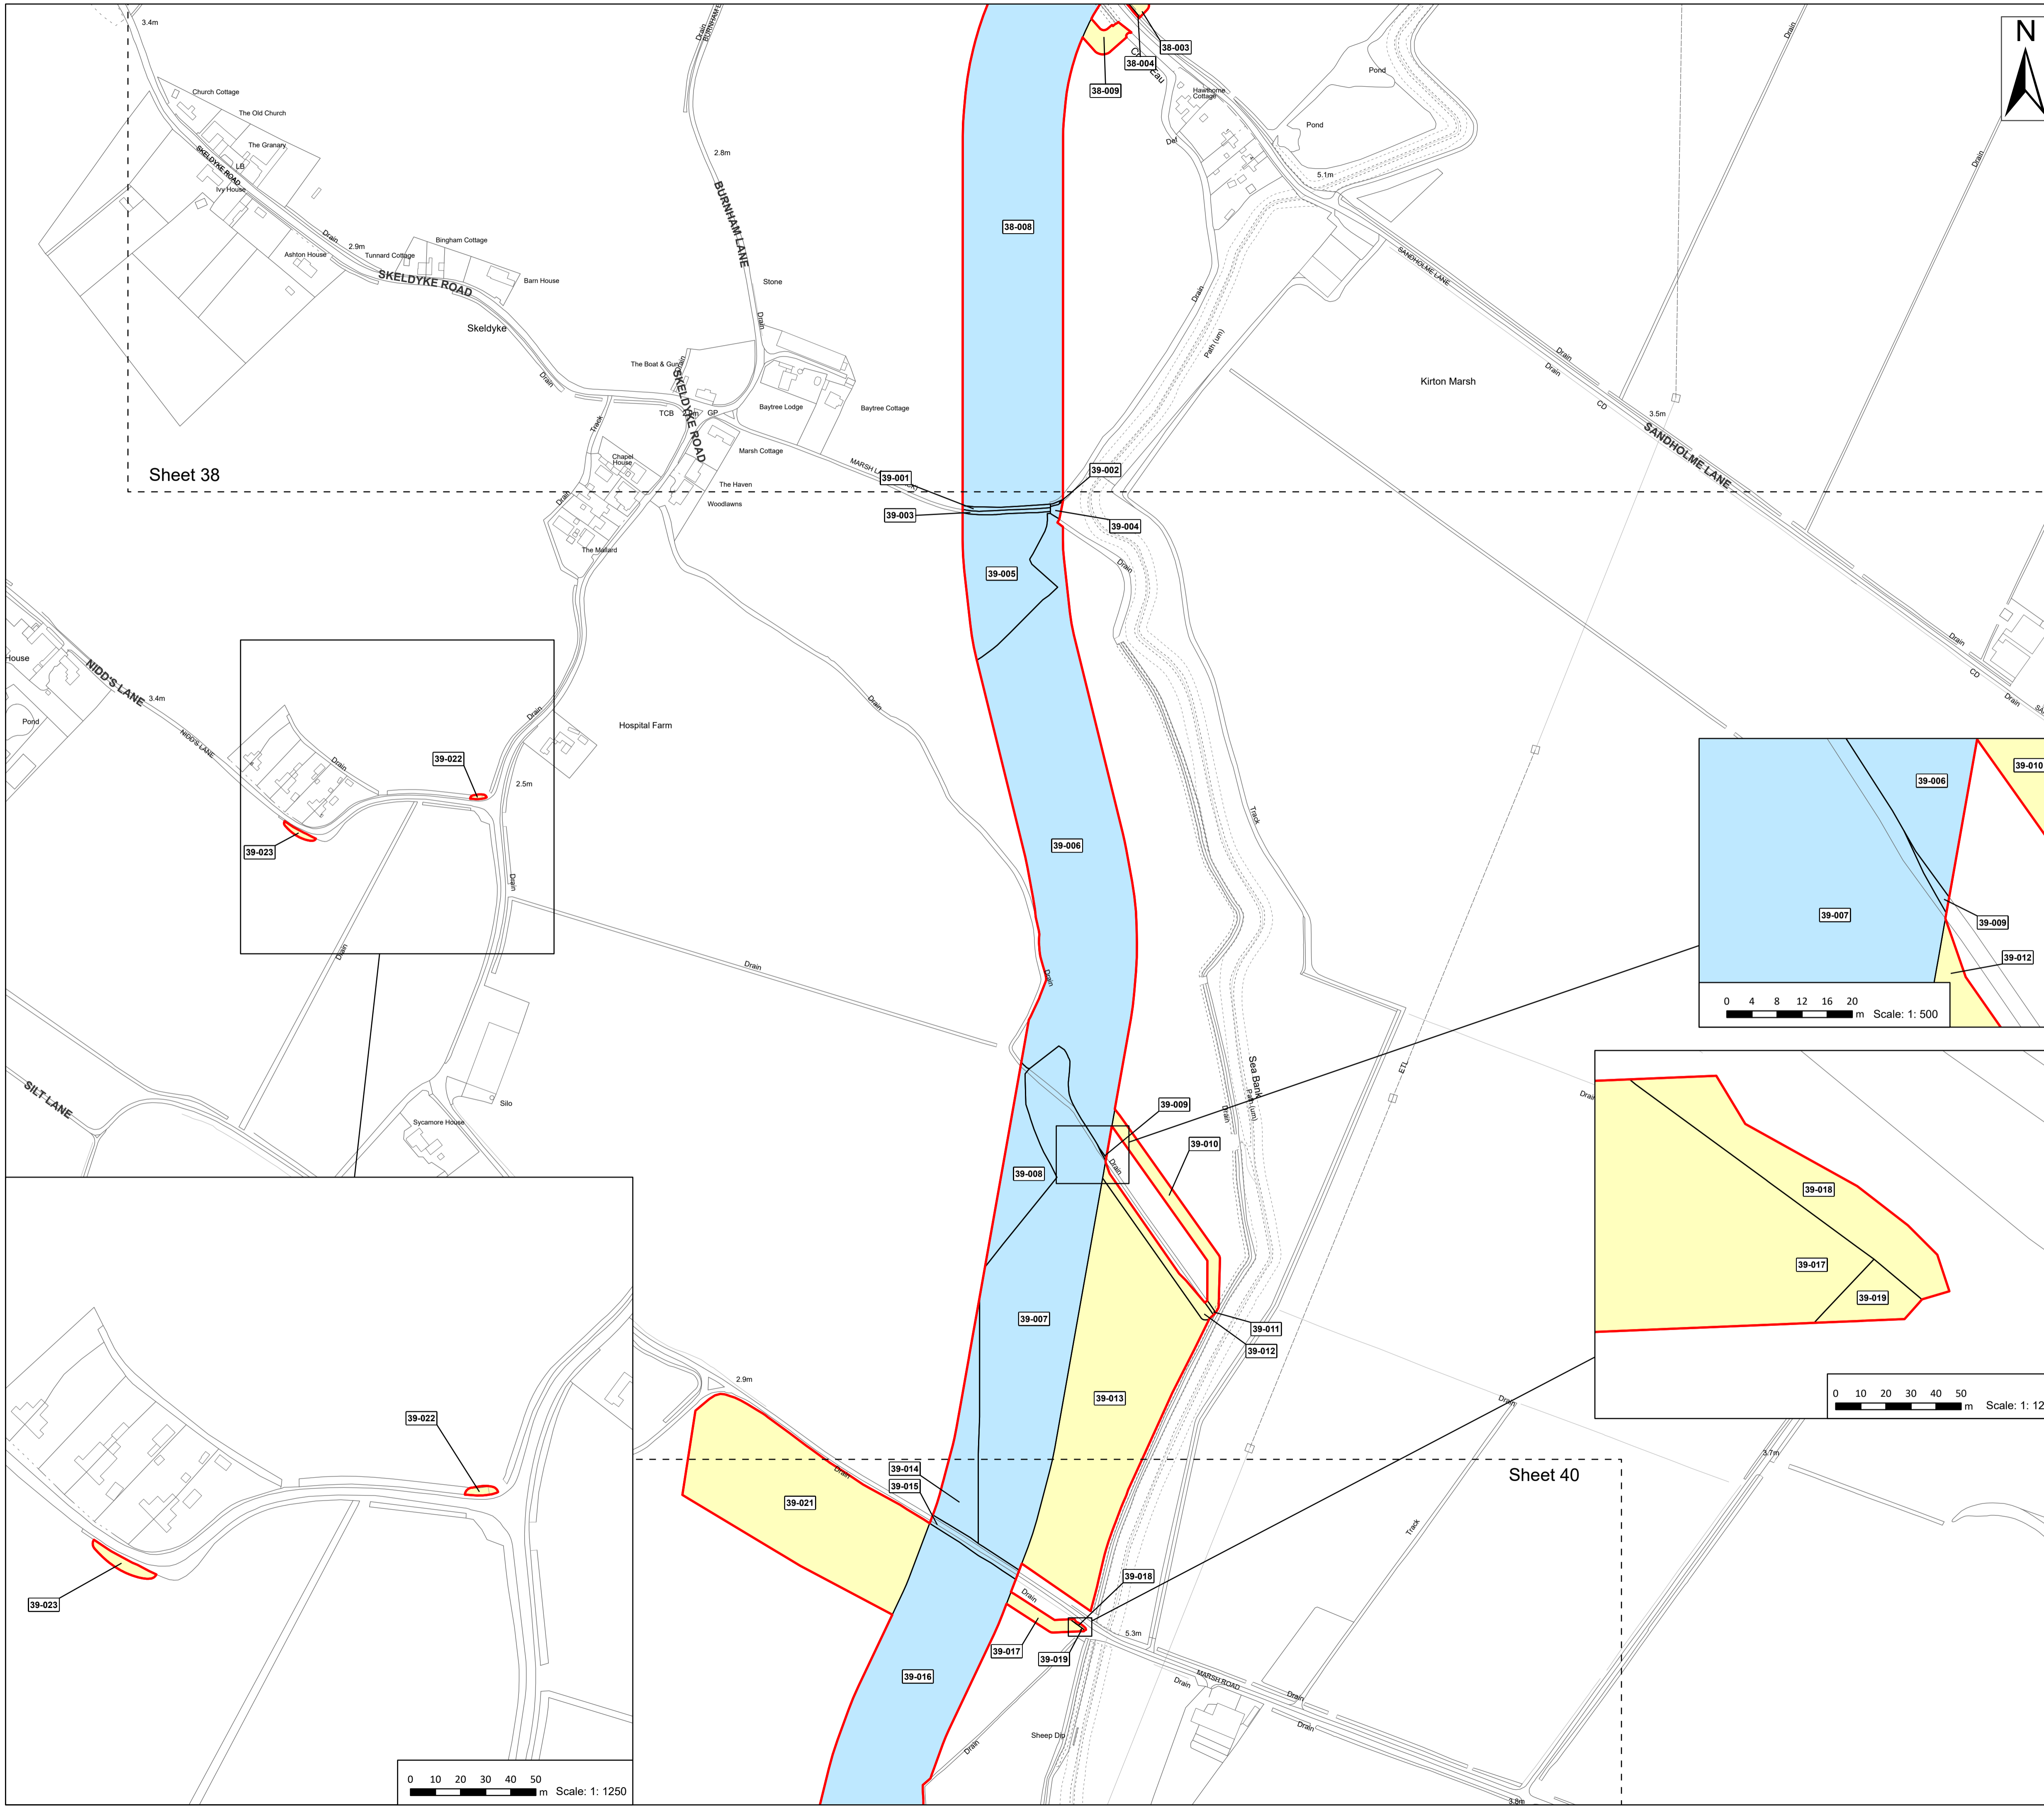 3.4m
Drain
38-003
38-004
38-009
N
Drain
Pond
Church Cottage
The Old Church
The Granary
LB
SKELDYKE ROAD
Ivy House
Hawthorne
Cottage
Pond
Drain
2.8m
BURNHAM LANE
5.1m
38-008
Drain
2.9m
Ashton House
Tunnard Cottage
Bingham Cottage
SKELDYKE ROAD
Barn House
Stone
Drain
Drain
SANDHOLME LANE
Skeldyke
Path (um)
Drain
Drain
Drain
The Boat & Gun
Drain
SKELDYKE ROAD
TCB
GP
Baytree Lodge
Baytree Cottage
Kirton Marsh
CD
3.5m
SANDHOLME LANE
Track
Chapel
House
Marsh Cottage
Sheet 38
39-001
39-002
The Haven
Woodlawns
Drain
39-003
39-004
The Mallard
39-005
Drain
House
NIDD'S LANE
3.4m
Pond
NIDD'S LANE
Drain
Drain
Hospital Farm
Drain
39-022
2.5m
39-023
Drain
Drain
CD
Drain
39-006
Track
Drain
Drain
Drain
39-006
39-010
39-007
39-009
39-012
0 4 8 12 16 20
m Scale: 1: 500
SILT LANE
Silo
Sycamore House
Sea Bank
Path (um)
Drain
ETL
39-009
39-010
Drain
39-008
39-018
39-017
39-019
0 10 20 30 40 50
m
39-007
39-011
39-012
39-013
2.9m
Drain
Drain
39-022
39-023
39-014
39-015
39-021
Sheet 40
3.7m
Track
39-018
Drain
39-017
39-019
5.3m
39-016
MARSH ROAD
Drain
Drain
Drain
Sheep Dip
Drain
3.8m
0 10 20 30 40 50
m Scale: 1: 1250